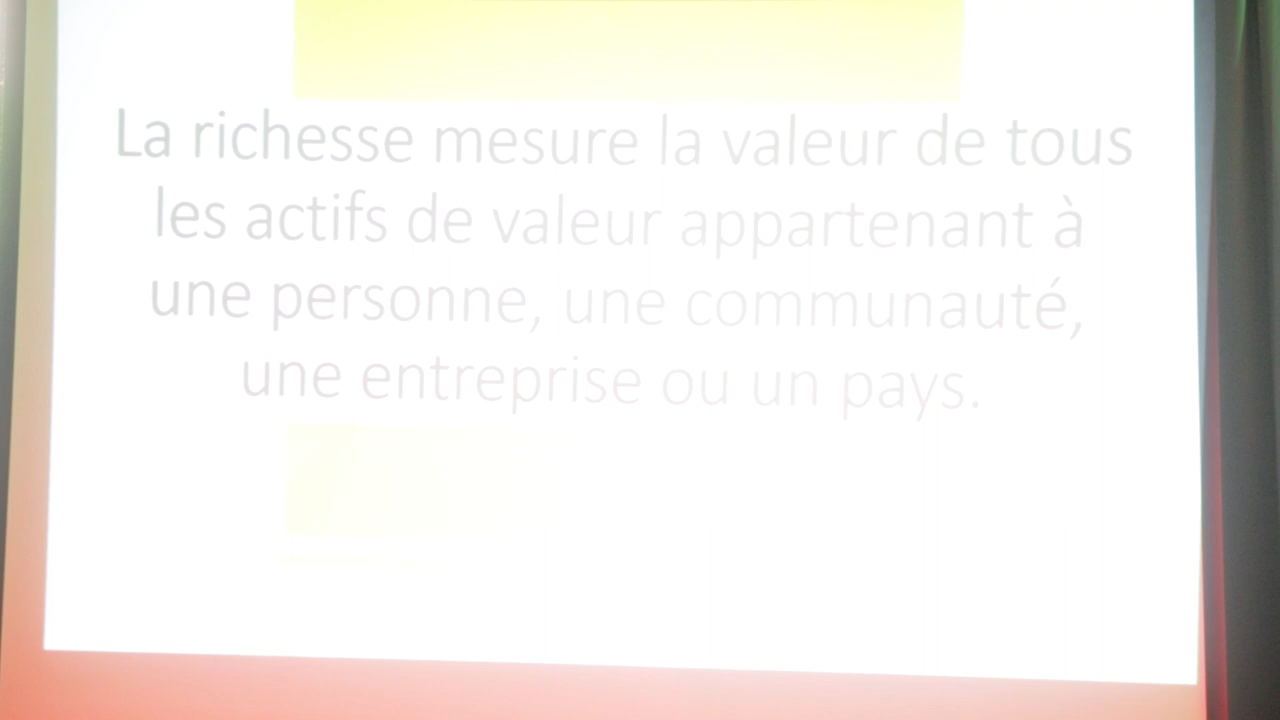 La richesse mesure la valeur de tous
les actifs de valeur appartenant à
une personne, une communauté,
une entreprise ou un pays.